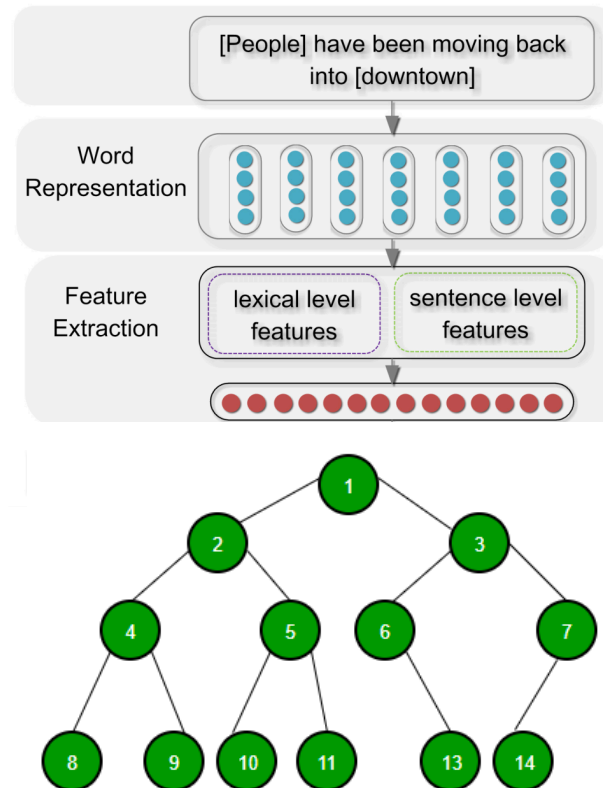 [People] have been moving back
into [downtown]
Word
Representation
Feature
Extraction
lexical level
features
sentence level
features
1
2
3
4
5
6
7
8
9
10
11
13
14